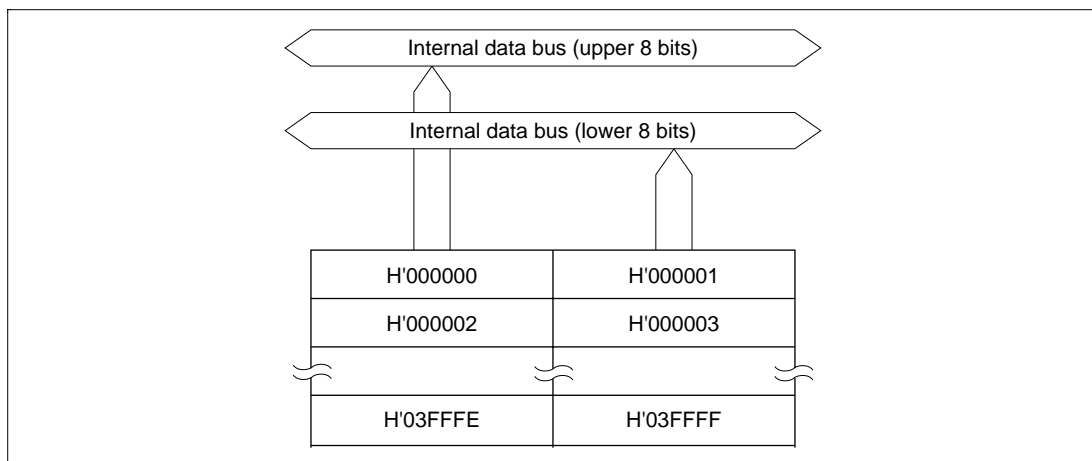 Internal data bus (upper 8 bits)
Internal data bus (lower 8 bits)
H'000000 H'000001
H'000002 H'000003
H'03FFFE H'03FFFF